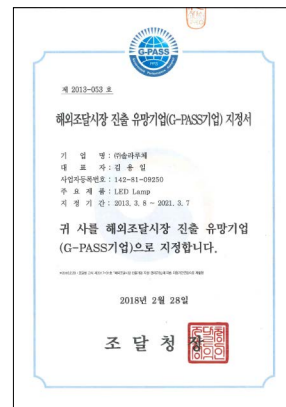 G-PASS
제 2013-053 호
해외조달시장 진출 유망기업(G-PASS기업) 지정서
기 업 명 : ㈜솔라루체
대 표 자 : 김 용 일
사업자등록번호 : 142-81-09250
주 요 제 품 : LED Lamp
지 정 기 간 : 2013. 3. 8 ~ 2021. 3. 7
귀 사를 해외조달시장 진출 유망기업
(G-PASS기업)으로 지정합니다.
2018년 2월 28일
조 달 청 장